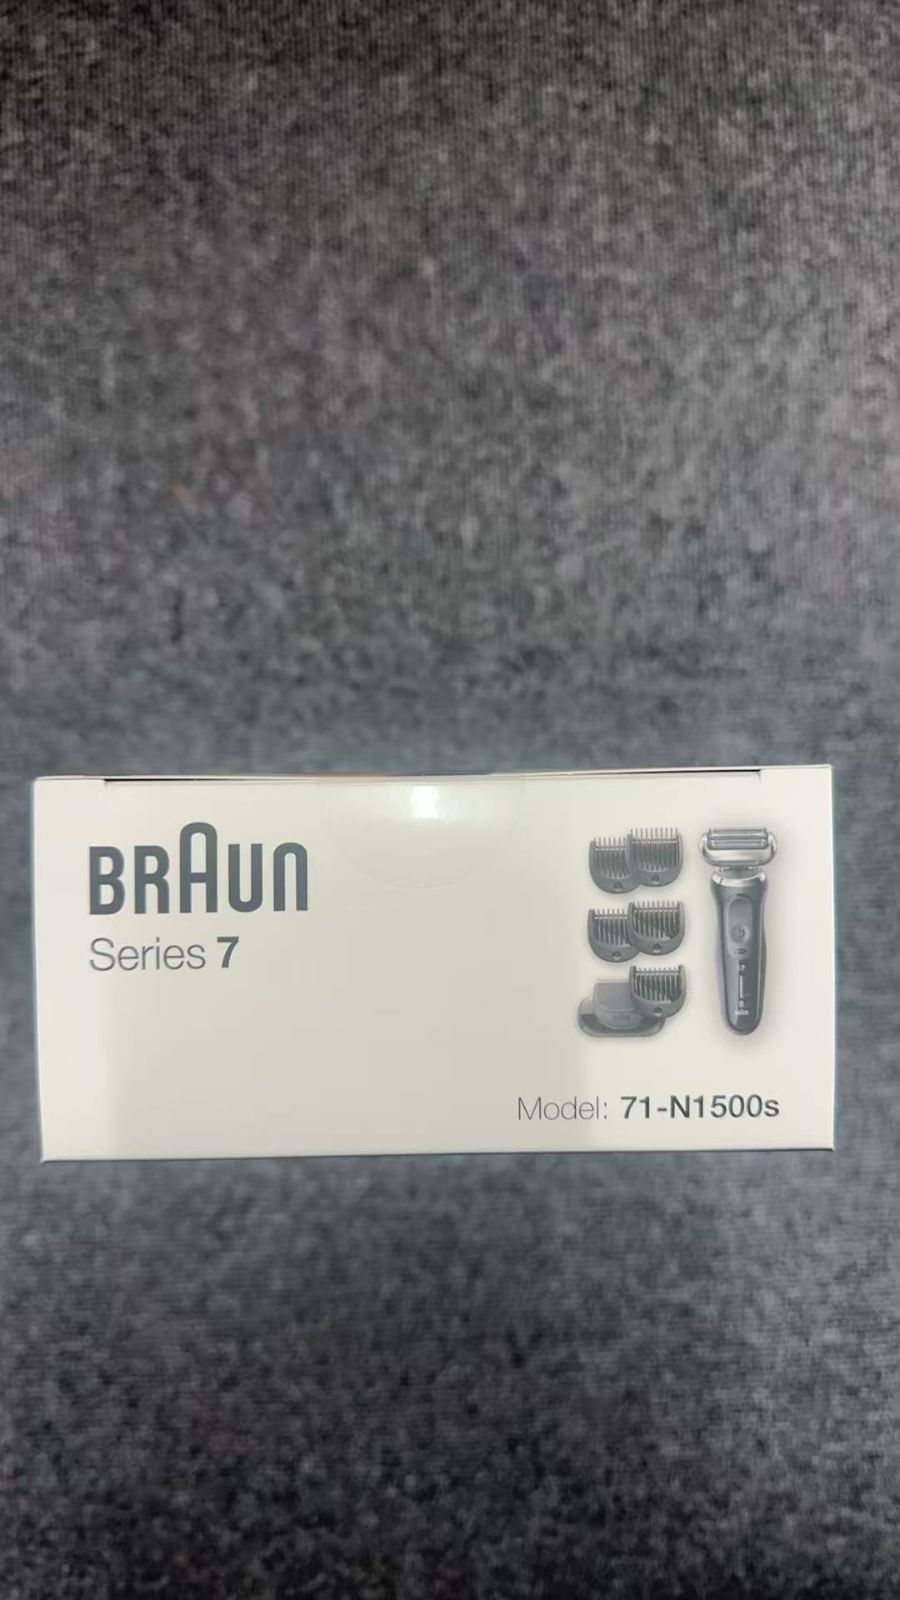 BRAUN
Series 7
Model: 71-N1500s